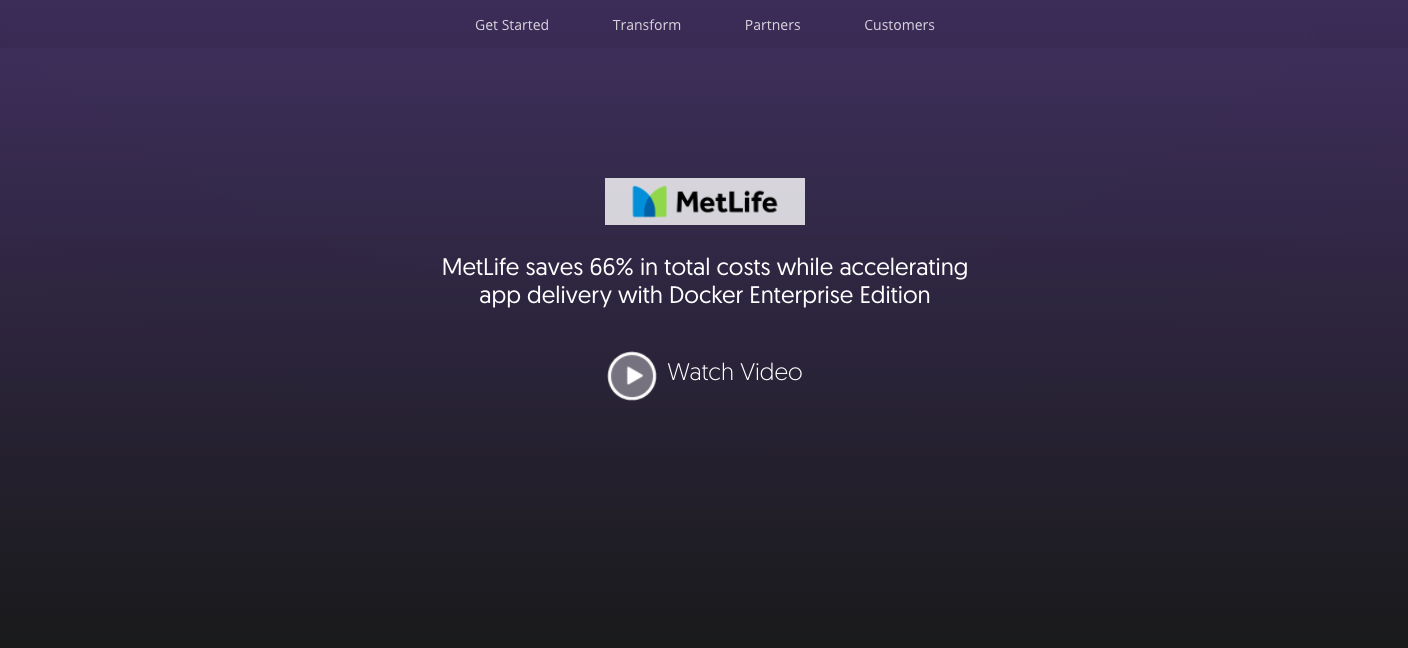 Get Started Transform Partners Customers
MetLife
MetLife saves 66% in total costs while accelerating
app delivery with Docker Enterprise Edition
Watch Video